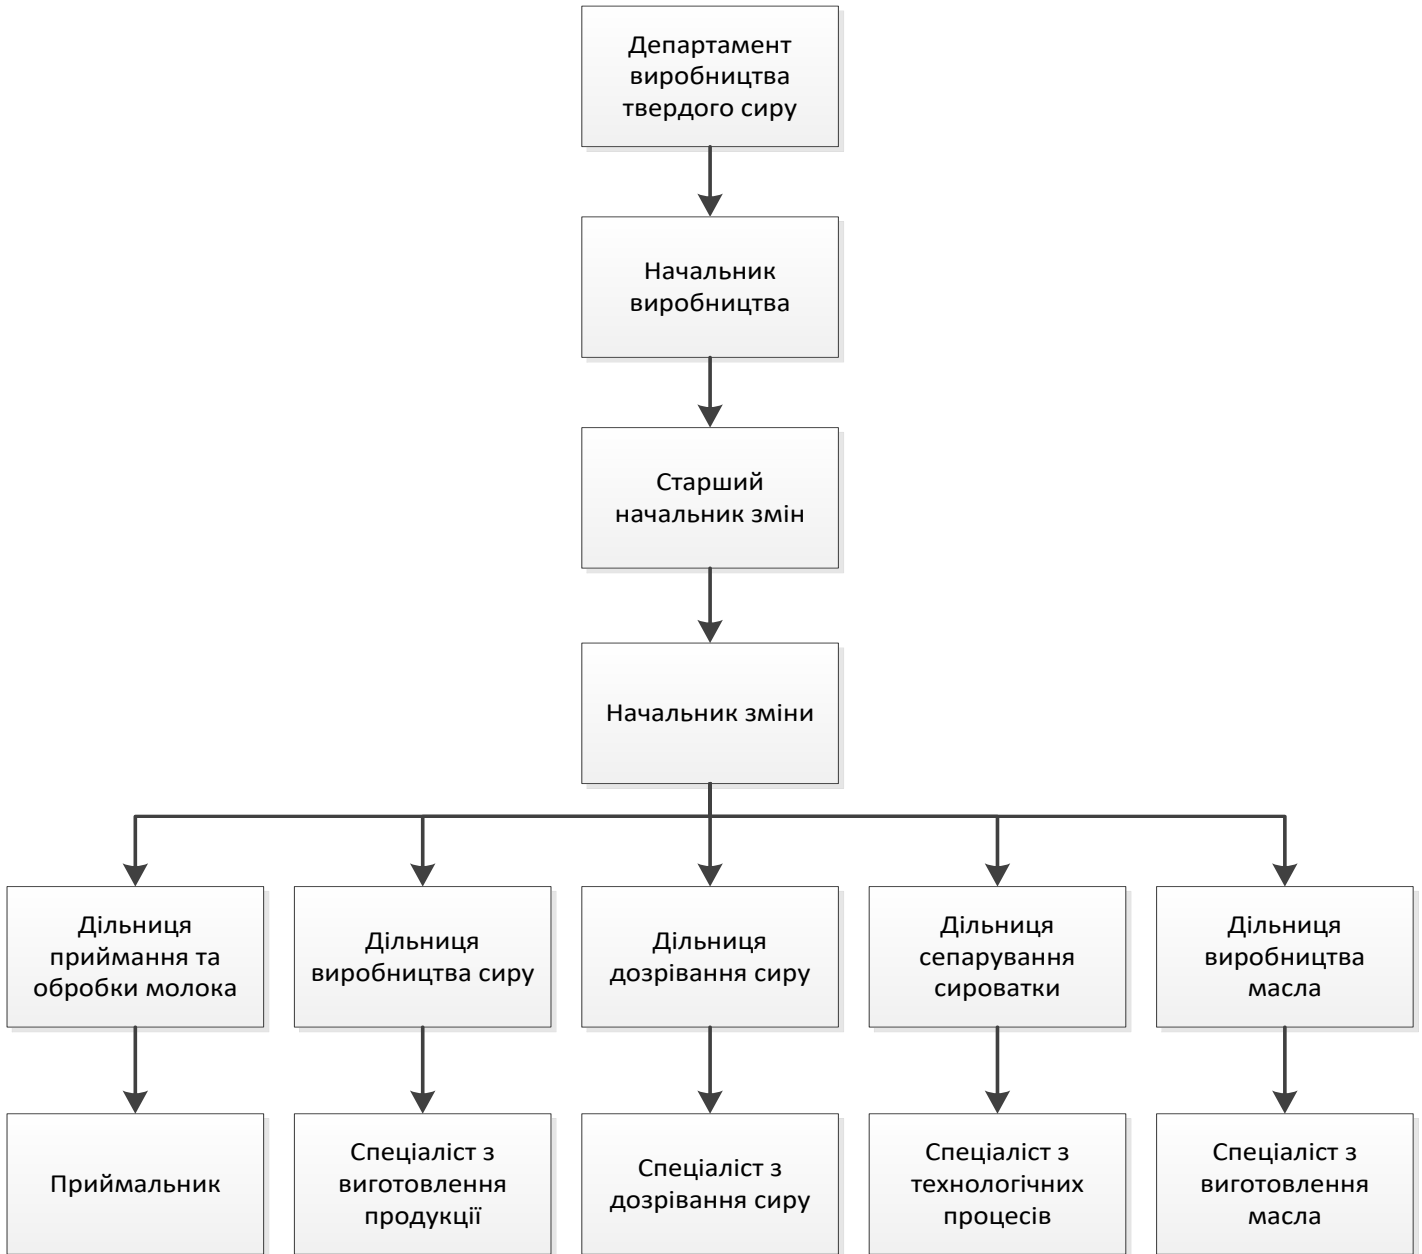 Департамент
виробництва
твердого сиру
Начальник
виробництва
Старший
начальник змін
Начальник зміни
Дільниця
приймання та
обробки молока
Дільниця
виробництва сиру
Дільниця
дозрівання сиру
Дільниця
сепарування
сироватки
Дільниця
виробництва
масла
Приймальник
Спеціаліст з
виготовлення
продукції
Спеціаліст з
дозрівання сиру
Спеціаліст з
технологічних
процесів
Спеціаліст з
виготовлення
масла